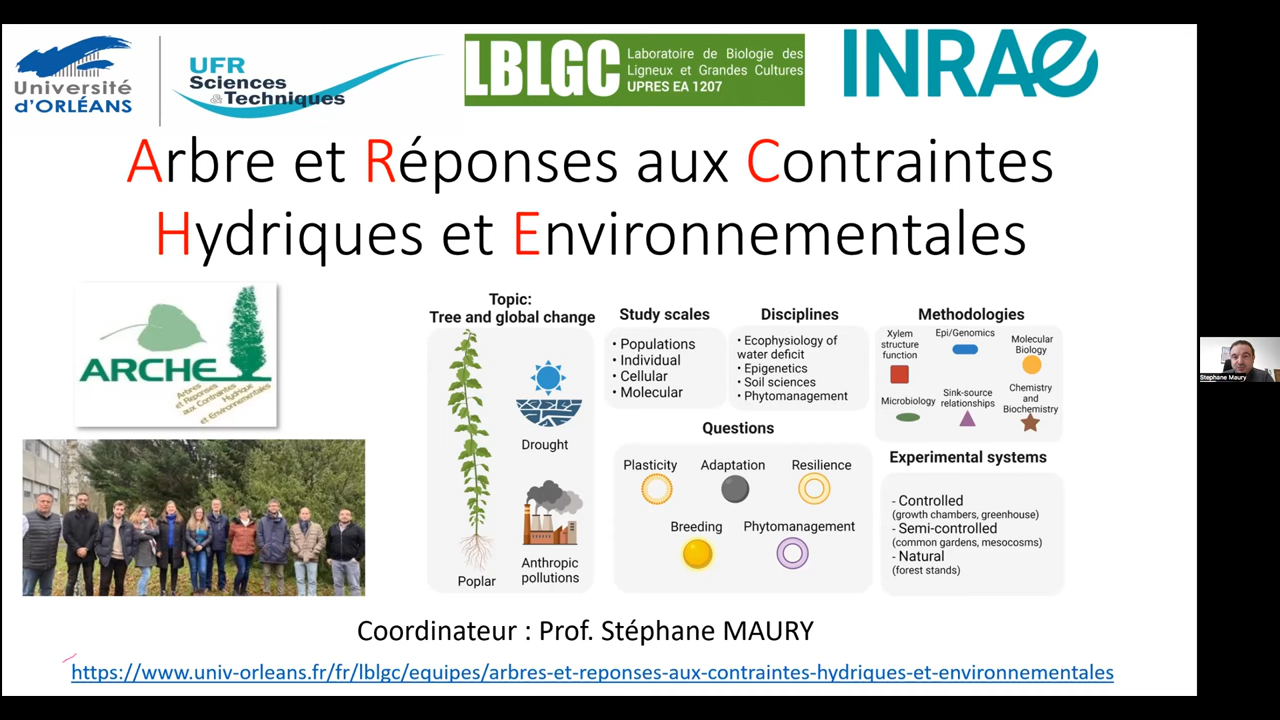 Université
d'ORLÉANS
UFR
Sciences
& Techniques
LBLGC
Laboratoire de Biologie des
Ligneux et Grandes Cultures
UPRES EA 1207
INRAE
Arbre et Réponses aux Contraintes
Hydriques et Environnementales
ARCHE
Arbres
et Réponses
aux Contraintes
Hydrique
et Environnementales
Topic:
Tree and global change
Drought
Anthropic
pollutions
Poplar
Study scales
• Populations
• Individual
• Cellular
• Molecular
Disciplines
• Ecophysiology of
water deficit
• Epigenetics
• Soil sciences
• Phytomanagement
Questions
Plasticity
Adaptation
Resilience
Breeding
Phytomanagement
Methodologies
Xylem
structure
function
Epi/Genomics
Molecular
Biology
Microbiology
Sink-source
relationships
Chemistry
and
Biochemistry
Experimental systems
- Controlled
(growth chambers, greenhouse)
- Semi-controlled
(common gardens, mesocosms)
- Natural
(forest stands)
Coordinateur : Prof. Stéphane MAURY
https://www.univ-orleans.fr/fr/lblgc/equipes/arbres-et-reponses-aux-contraintes-hydriques-et-environnementales
Stephane Maury